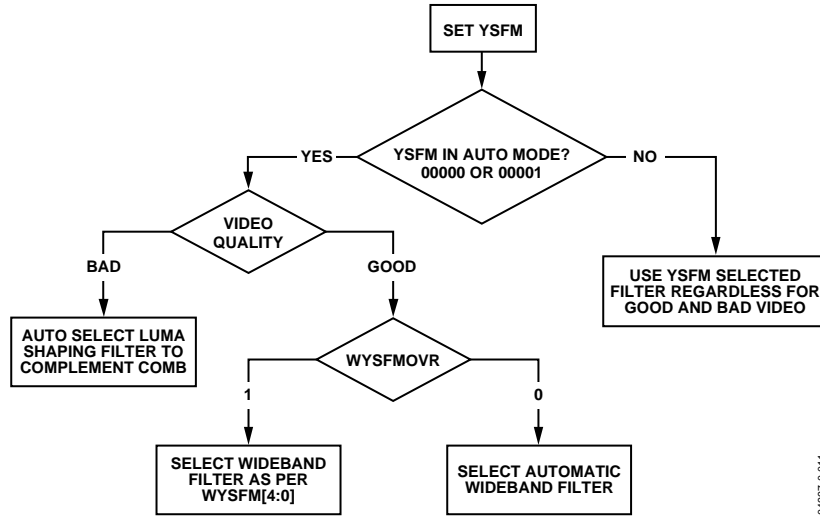 SET YSFM
YSFM IN AUTO MODE?
00000 OR 00001
YES
NO
VIDEO
QUALITY
BAD
GOOD
USE YSFM SELECTED
FILTER REGARDLESS FOR
GOOD AND BAD VIDEO
AUTO SELECT LUMA
SHAPING FILTER TO
COMPLEMENT COMB
WYSFMOVR
1
0
SELECT WIDEBAND
FILTER AS PER
WYSFM[4:0]
SELECT AUTOMATIC
WIDEBAND FILTER